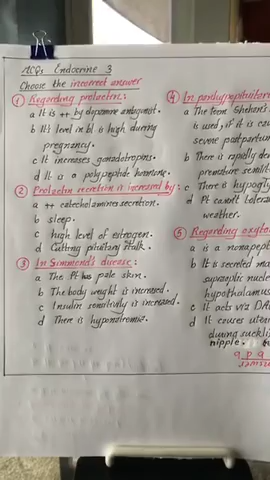 MCQs Endocrine 3
Choose the incorrect answer
① Regarding prolactin:
a It is ++ by dopamine antagonist.
b It's level in bl is high during
pregnancy.
c It increases gonadotropins.
d It is a polypeptide hormone.
② Prolactin secretion is increased by:
a ++ catecholamine secretion.
b sleep.
c high level of estrogen.
d Cutting pituitary stalk.
③ In Simmond's disease:
a The Pt has pale skin.
b The body weight is increased.
c Insulin sensitivity is increased.
d There is hyponatremia.
④ In panhypopituitarism
a The term Shehan's
is used, if it is cau
severe postpartum
b There is rapidly de
premature senilit
c There is hypogly
d Pt can't tolerat
weather.
⑤ Regarding oxyto
a is a nonapept
b It is secreted ma
supraoptic nucle
hypothalamus
c It acts via DA
d It causes uter
during suckli
nipple.